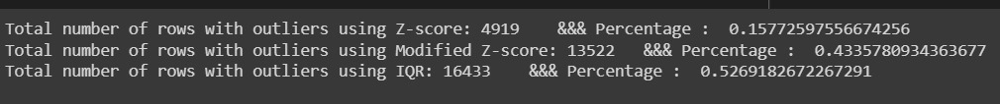 Total number of rows with outliers using Z-score: 4919    &&& Percentage :  0.15772597556674256
Total number of rows with outliers using Modified Z-score: 13522   &&& Percentage :  0.4335780934363677
Total number of rows with outliers using IQR: 16433    &&& Percentage :  0.5269182672267291